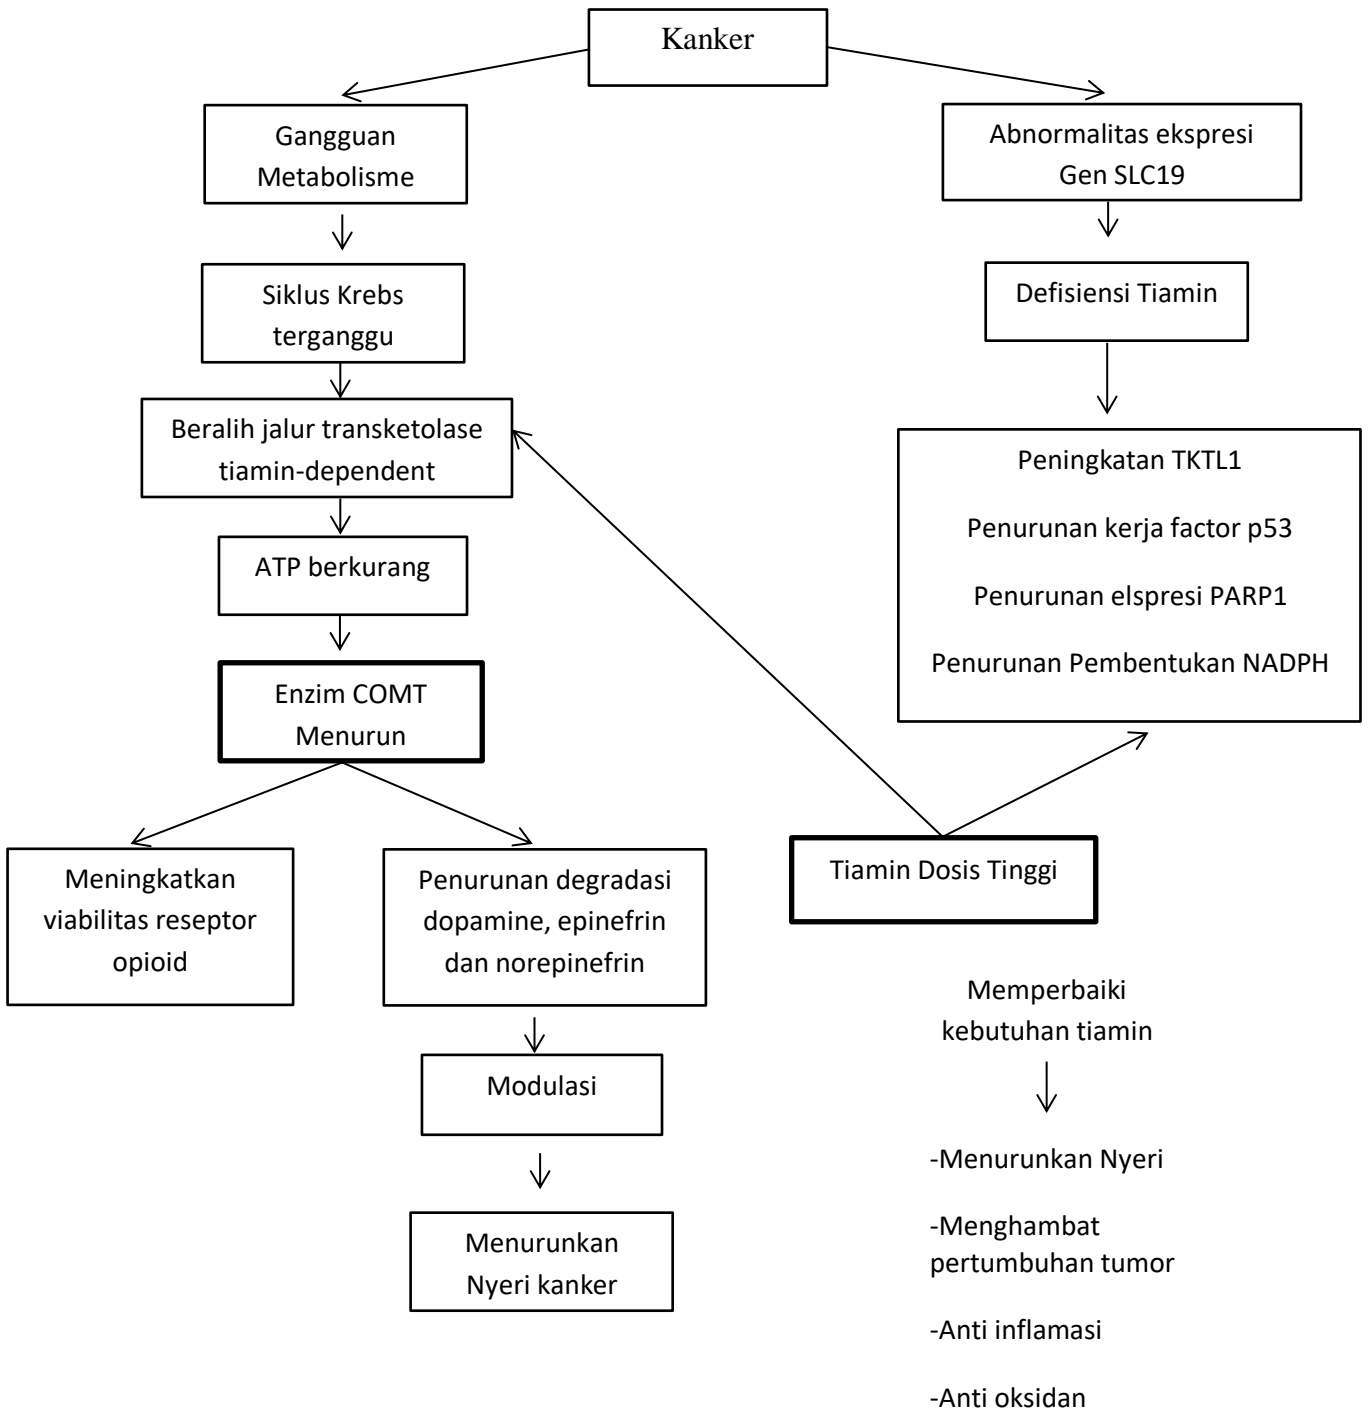 Kanker
Gangguan
Metabolisme
Abnormalitas ekspresi
Gen SLC19
Siklus Krebs
terganggu
Defisiensi Tiamin
Beralih jalur transketolase
tiamin-dependent
Peningkatan TKTL1
Penurunan kerja factor p53
Penurunan elspresi PARP1
Penurunan Pembentukan NADPH
ATP berkurang
Enzim COMT
Menurun
Meningkatkan
viabilitas reseptor
opioid
Penurunan degradasi
dopamine, epinefrin
dan norepinefrin
Tiamin Dosis Tinggi
Modulasi
Menurunkan
Nyeri kanker
Memperbaiki
kebutuhan tiamin
-Menurunkan Nyeri
-Menghambat
pertumbuhan tumor
-Anti inflamasi
-Anti oksidan